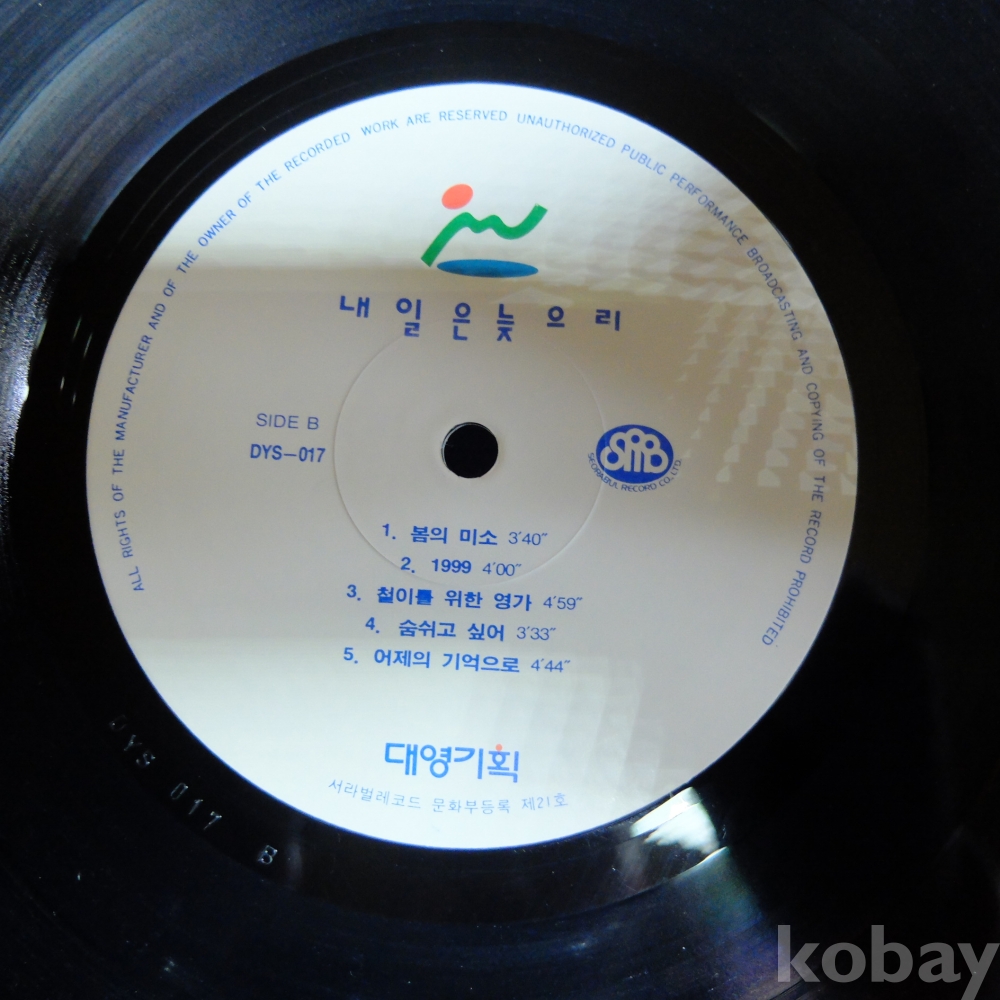 ALL RIGHTS OF THE MANUFACTURER AND OF THE OWNER OF THE RECORDED WORK ARE RESERVED UNAUTHORIZED PUBLIC PERFORMANCE BROADCASTING AND COPYING OF THE RECORD PROHIBITED
내일은늦으리
SIDE B
DYS-017
SRB
SEORABUL RECORD CO., LTD.
1. 봄의 미소 3'40"
2. 1999 4'00"
3. 철이를 위한 영가 4'59"
4. 숨쉬고 싶어 3'33"
5. 어제의 기억으로 4'44"
대영기획
서라벌레코드 문화부등록 제21호
DYS 017 B
kobay